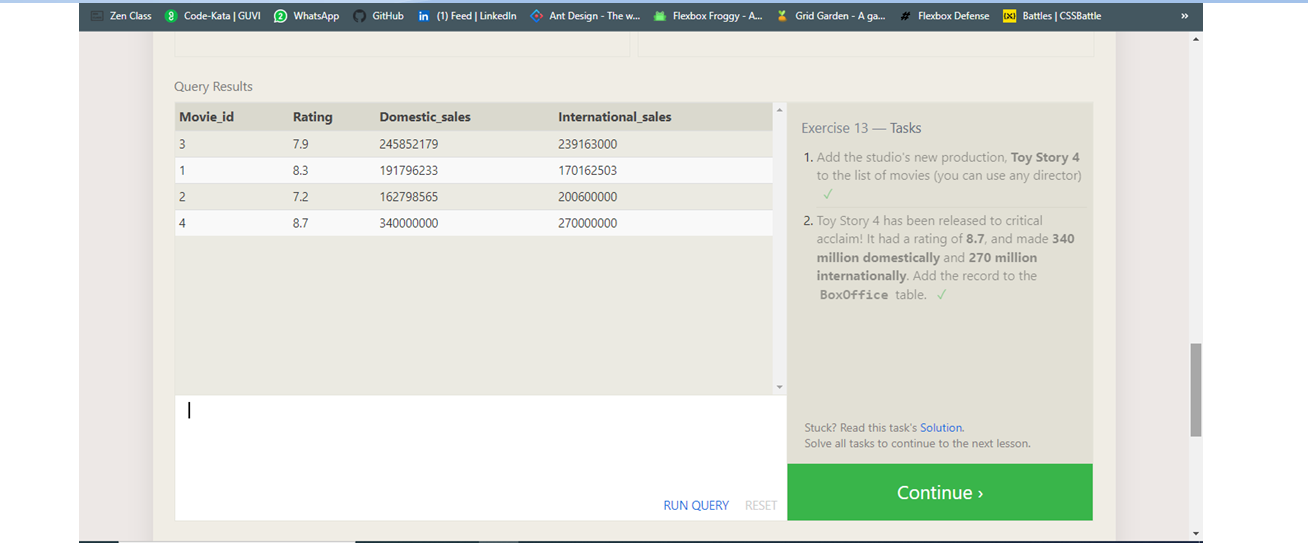 Zen Class Code-Kata | GUVI WhatsApp GitHub (1) Feed | LinkedIn Ant Design - The w... Flexbox Froggy - A... Grid Garden - A ga... Flexbox Defense Battles | CSSBattle »
Query Results
Movie_id Rating Domestic_sales International_sales
3 7.9 245852179 239163000
1 8.3 191796233 170162503
2 7.2 162798565 200600000
4 8.7 340000000 270000000
RUN QUERY RESET
Exercise 13 — Tasks
1. Add the studio's new production, Toy Story 4
to the list of movies (you can use any director)
✓
2. Toy Story 4 has been released to critical
acclaim! It had a rating of 8.7, and made 340
million domestically and 270 million
internationally. Add the record to the
BoxOffice table. ✓
Stuck? Read this task's Solution.
Solve all tasks to continue to the next lesson.
Continue ›